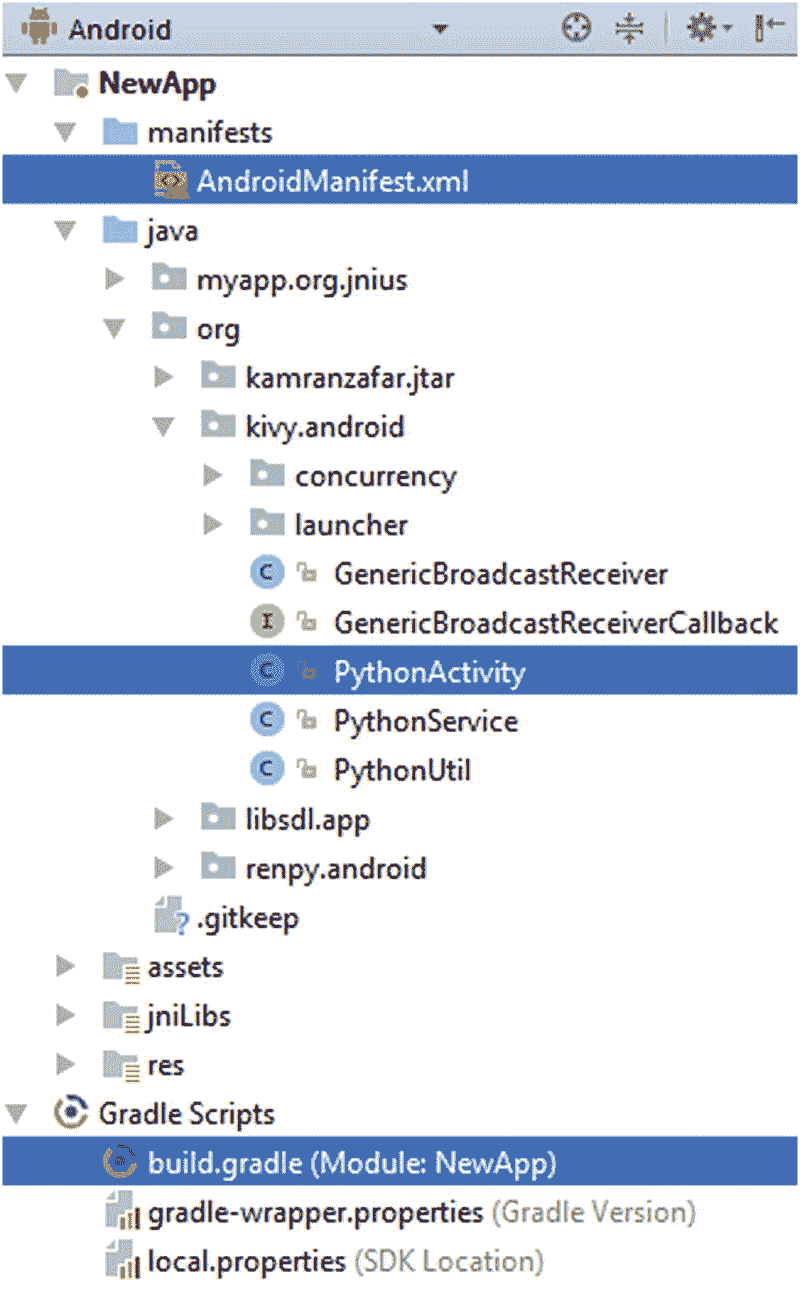 Android
NewApp
manifests
<> AndroidManifest.xml
java
myapp.org.jnius
org
kamranzafar.jtar
kivy.android
concurrency
launcher
C GenericBroadcastReceiver
I GenericBroadcastReceiverCallback
C PythonActivity
C PythonService
C PythonUtil
libsdl.app
renpy.android
? .gitkeep
assets
jniLibs
res
Gradle Scripts
build.gradle (Module: NewApp)
gradle-wrapper.properties (Gradle Version)
local.properties (SDK Location)